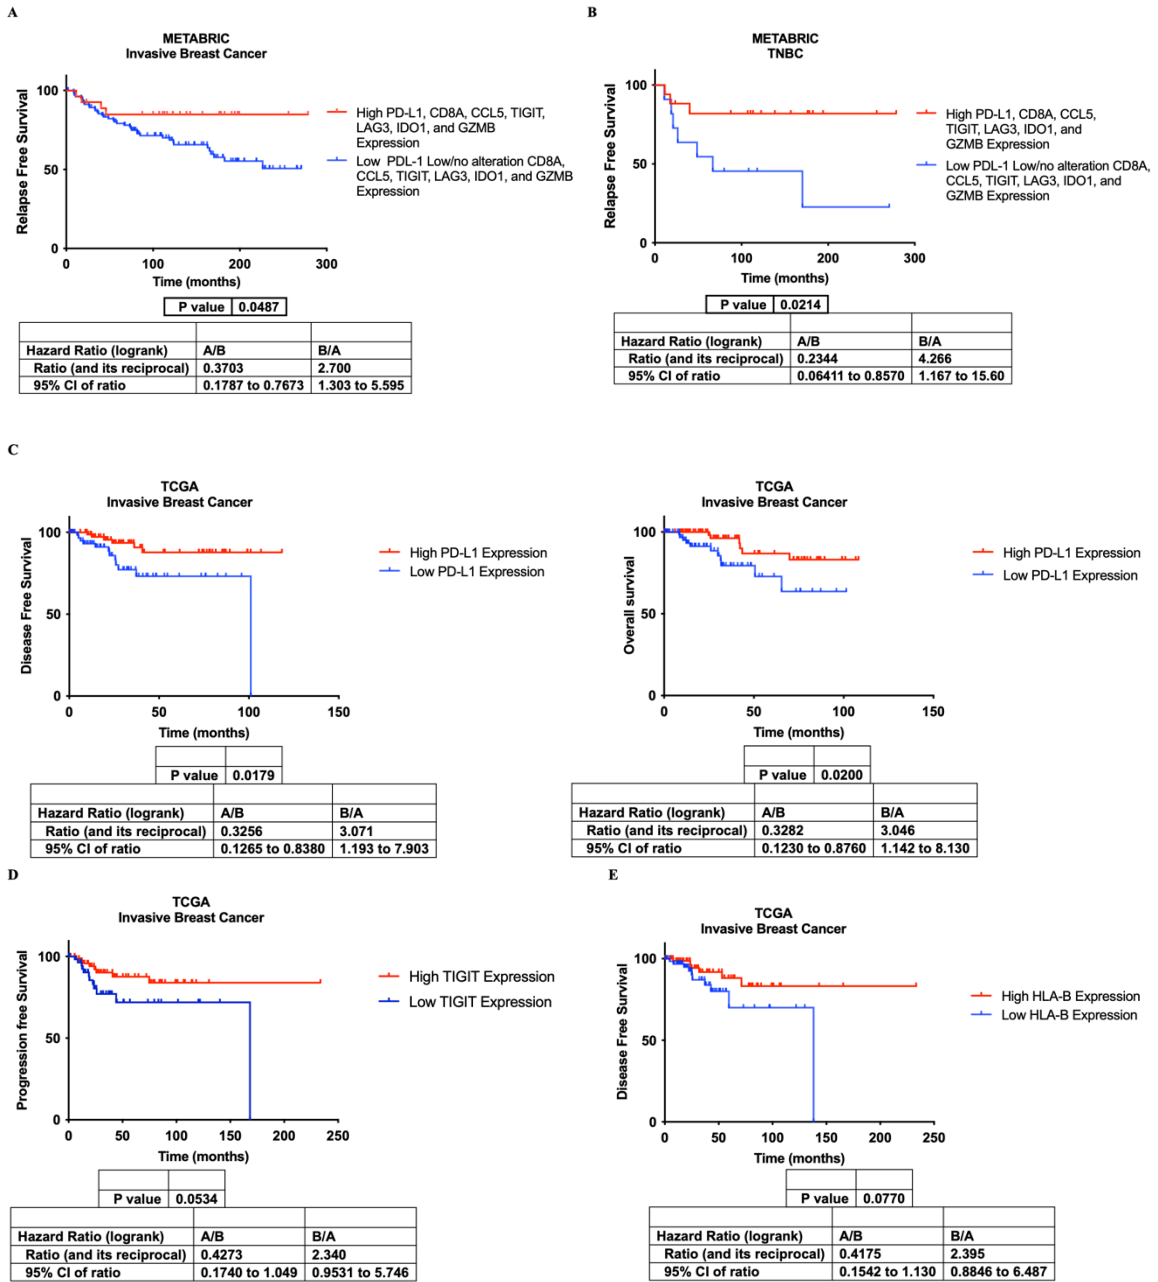 A
METABRIC
Invasive Breast Cancer
Relapse Free Survival
100
50
0
0 100 200 300
Time (months)
High PD-L1, CD8A, CCL5, TIGIT,
LAG3, IDO1, and GZMB
Expression
Low PDL-1 Low/no alteration CD8A,
CCL5, TIGIT, LAG3, IDO1, and GZMB
Expression
P value 0.0487
Hazard Ratio (logrank) A/B B/A
Ratio (and its reciprocal) 0.3703 2.700
95% CI of ratio 0.1787 to 0.7673 1.303 to 5.595
B
METABRIC
TNBC
Relapse Free Survival
100
50
0
0 100 200 300
Time (months)
High PD-L1, CD8A, CCL5,
TIGIT, LAG3, IDO1, and
GZMB Expression
Low PDL-1 Low/no alteration CD8A,
CCL5, TIGIT, LAG3, IDO1, and
GZMB Expression
P value 0.0214
Hazard Ratio (logrank) A/B B/A
Ratio (and its reciprocal) 0.2344 4.266
95% CI of ratio 0.06411 to 0.8570 1.167 to 15.60
C
TCGA
Invasive Breast Cancer
Disease Free Survival
100
50
0
0 50 100 150
Time (months)
High PD-L1 Expression
Low PD-L1 Expression
P value 0.0179
Hazard Ratio (logrank) A/B B/A
Ratio (and its reciprocal) 0.3256 3.071
95% CI of ratio 0.1265 to 0.8380 1.193 to 7.903
TCGA
Invasive Breast Cancer
Overall survival
100
50
0
0 50 100 150
Time (months)
High PD-L1 Expression
Low PD-L1 Expression
P value 0.0200
Hazard Ratio (logrank) A/B B/A
Ratio (and its reciprocal) 0.3282 3.046
95% CI of ratio 0.1230 to 0.8760 1.142 to 8.130
D
TCGA
Invasive Breast Cancer
Progression free Survival
100
50
0
0 50 100 150 200 250
Time (months)
High TIGIT Expression
Low TIGIT Expression
P value 0.0534
Hazard Ratio (logrank) A/B B/A
Ratio (and its reciprocal) 0.4273 2.340
95% CI of ratio 0.1740 to 1.049 0.9531 to 5.746
E
TCGA
Invasive Breast Cancer
Disease Free Survival
100
50
0
0 50 100 150 200 250
Time (months)
High HLA-B Expression
Low HLA-B Expression
P value 0.0770
Hazard Ratio (logrank) A/B B/A
Ratio (and its reciprocal) 0.4175 2.395
95% CI of ratio 0.1542 to 1.130 0.8846 to 6.487